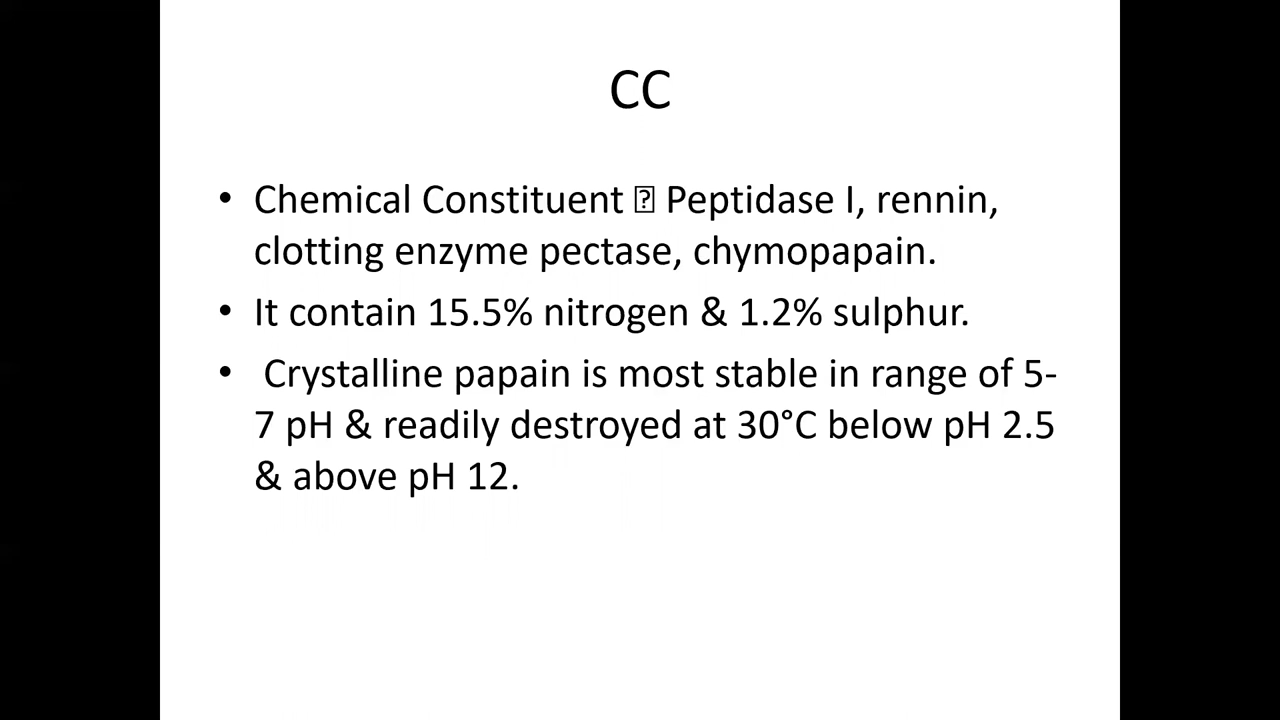 CC
• Chemical Constituent ⍰ Peptidase I, rennin,
clotting enzyme pectase, chymopapain.
• It contain 15.5% nitrogen & 1.2% sulphur.
• Crystalline papain is most stable in range of 5-
7 pH & readily destroyed at 30°C below pH 2.5
& above pH 12.